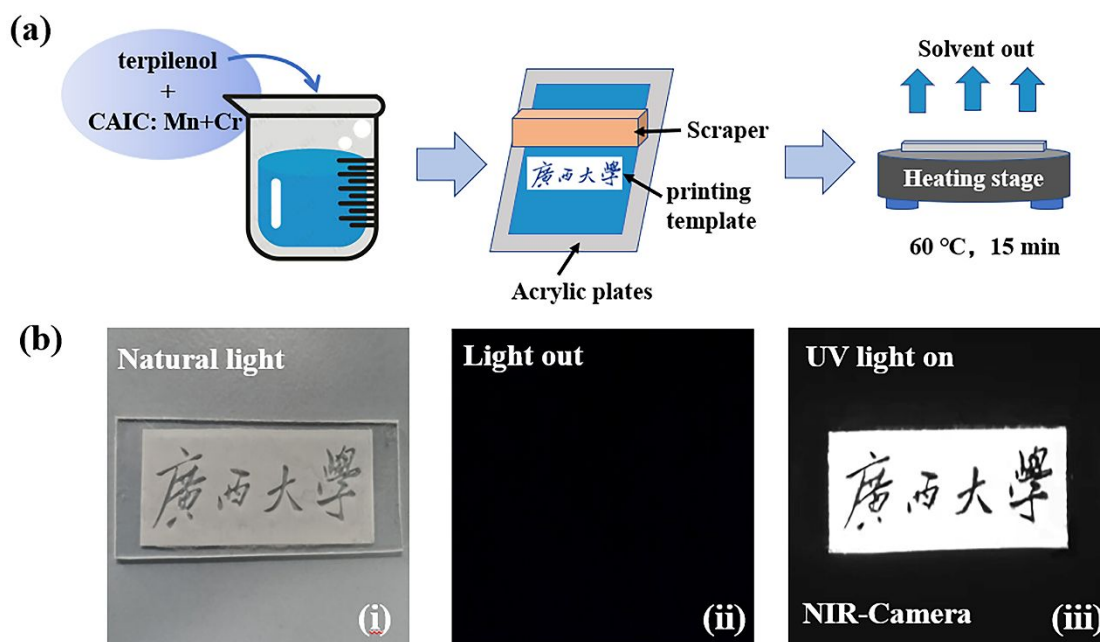 (a)
terpilenol
+
CAIC: Mn+Cr
Scraper
廣西大學
printing
template
Acrylic plates
Solvent out
Heating stage
60 ℃, 15 min
(b)
Natural light
廣西大學
(i)
Light out
(ii)
UV light on
廣西大學
NIR-Camera
(iii)